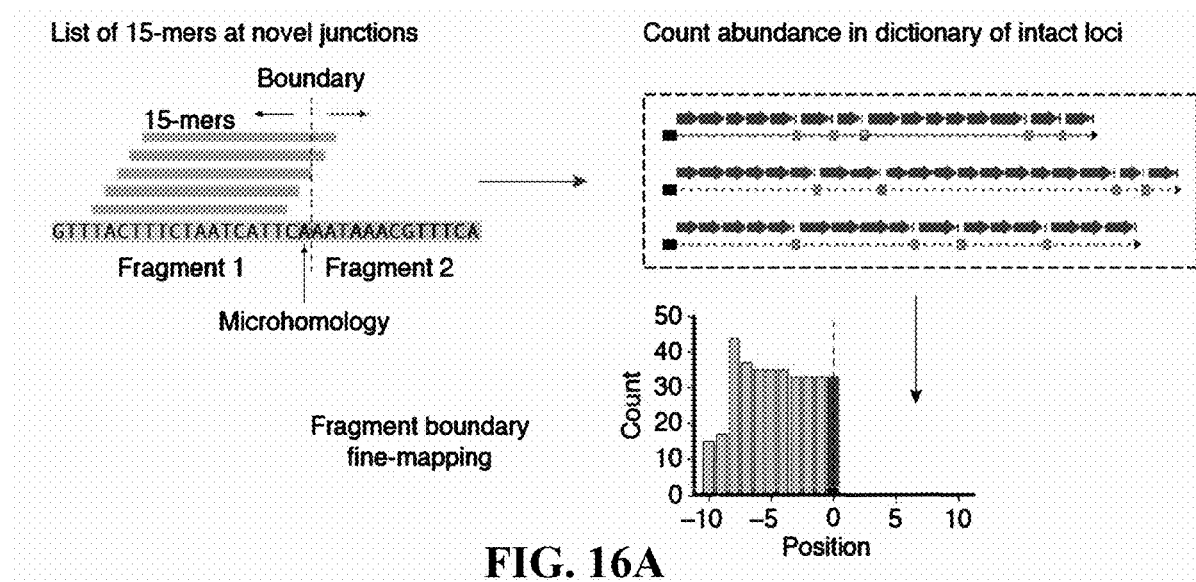 List of 15-mers at novel junctions
Boundary
15-mers
GTTTACTTTCTAATCATTCAAATAAACGTTTCA
Fragment 1 Fragment 2
Microhomology
Count abundance in dictionary of intact loci
Fragment boundary
fine-mapping
Count
50
40
30
20
10
0
-10 -5 0 5 10
Position
FIG. 16A